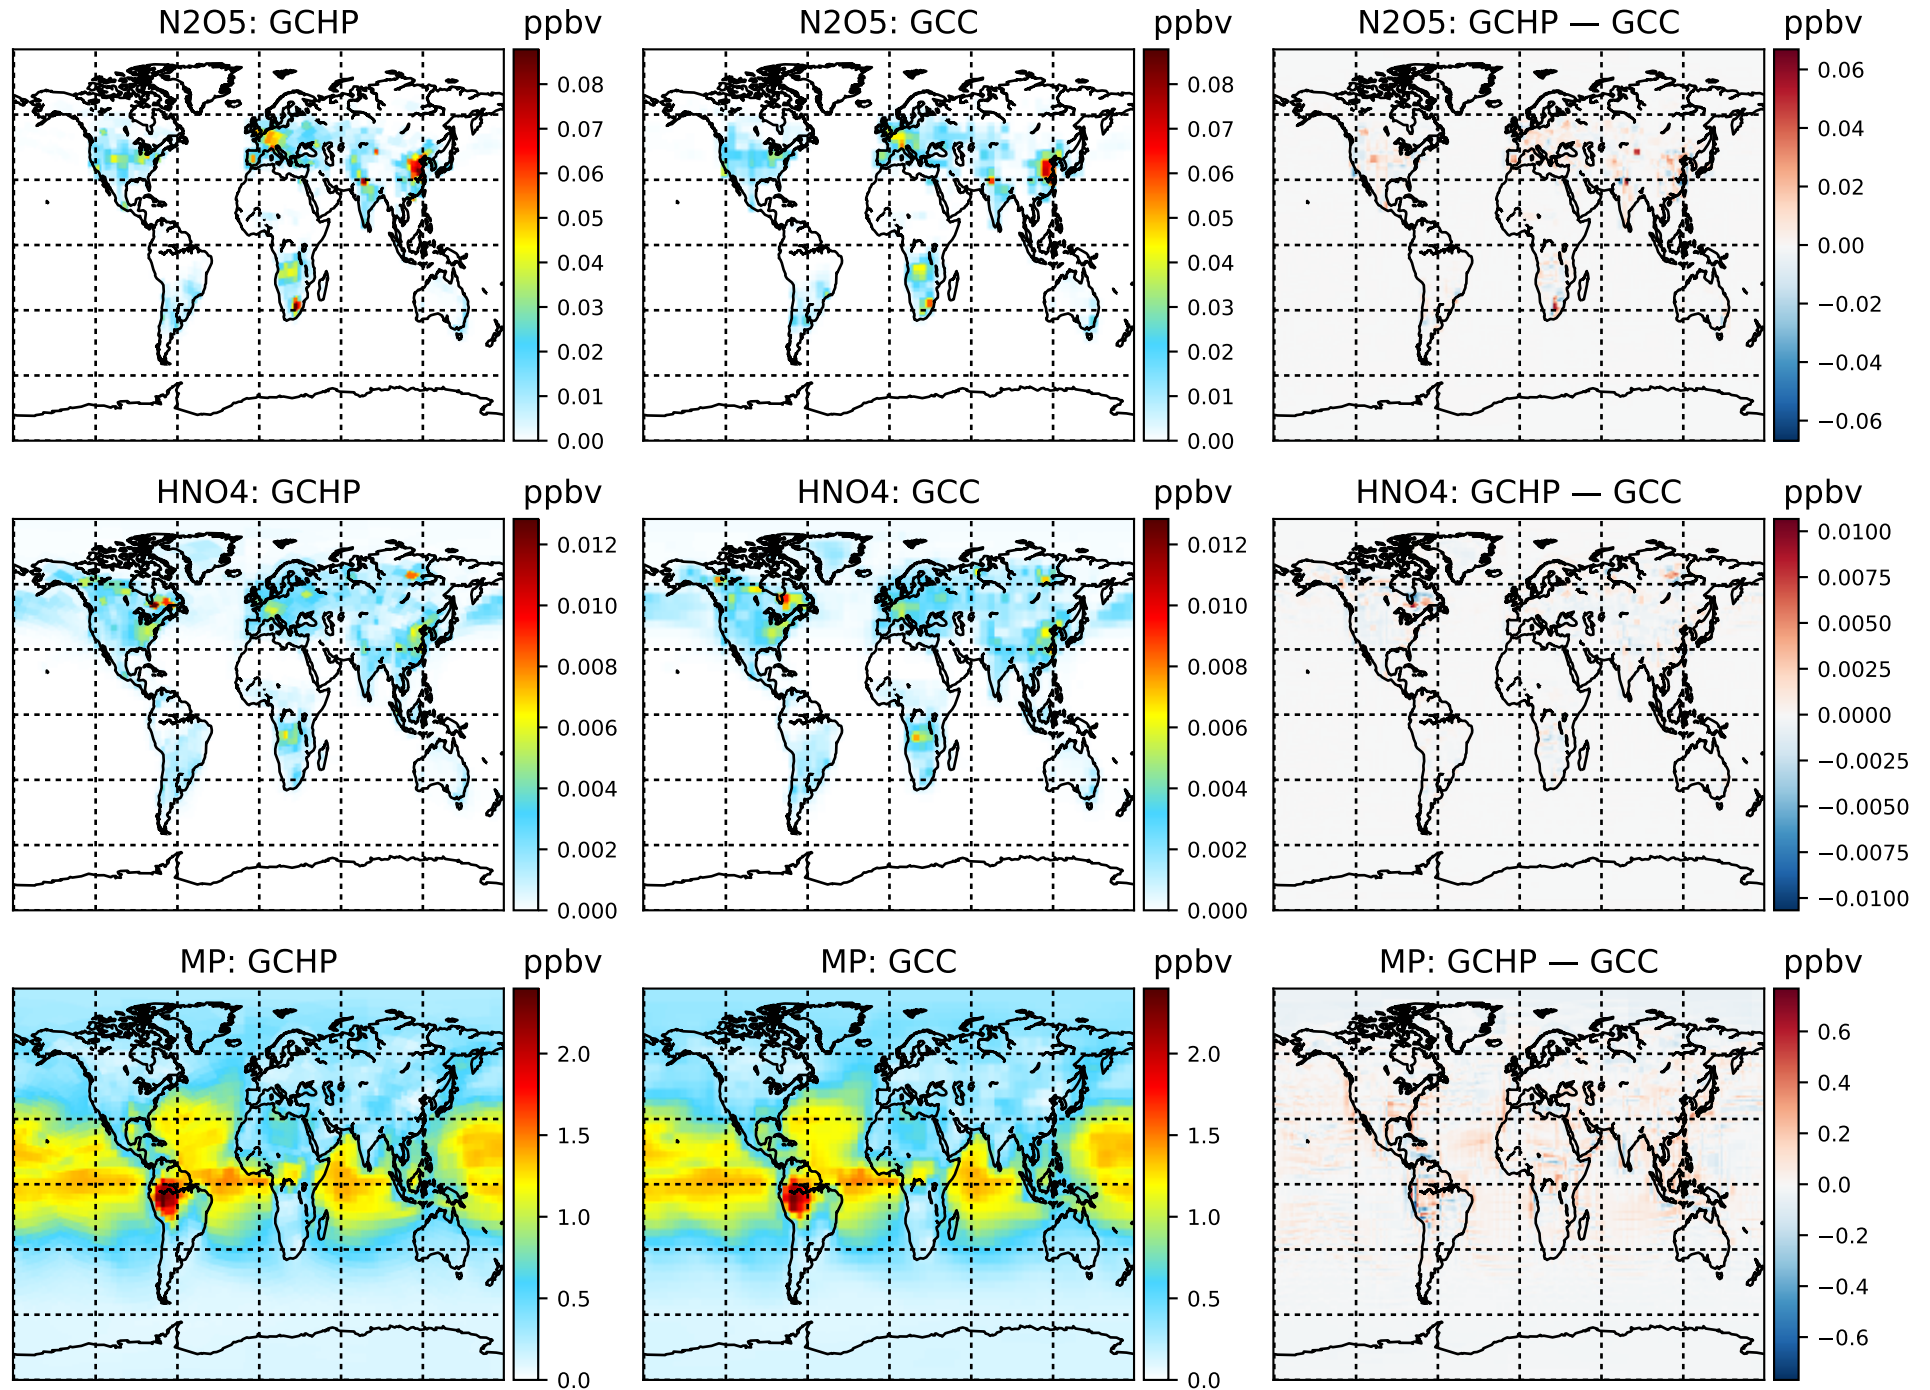 N2O5: GCHP ppbv N2O5: GCC ppbv N2O5: GCHP — GCC ppbv
0.08 0.08 0.06
0.07 0.07 0.04
0.06 0.06 0.02
0.05 0.05 0.00
0.04 0.04 −0.02
0.03 0.03 −0.04
0.02 0.02 −0.06
0.01 0.01
0.00 0.00
HNO4: GCHP ppbv HNO4: GCC ppbv HNO4: GCHP — GCC ppbv
0.012 0.012 0.0100
0.010 0.010 0.0075
0.008 0.008 0.0050
0.006 0.006 0.0025
0.004 0.004 0.0000
0.002 0.002 −0.0025
0.000 0.000 −0.0050
−0.0075
−0.0100
MP: GCHP ppbv MP: GCC ppbv MP: GCHP — GCC ppbv
2.0 2.0 0.6
1.5 1.5 0.4
1.0 1.0 0.2
0.5 0.5 0.0
0.0 0.0 −0.2
−0.4
−0.6